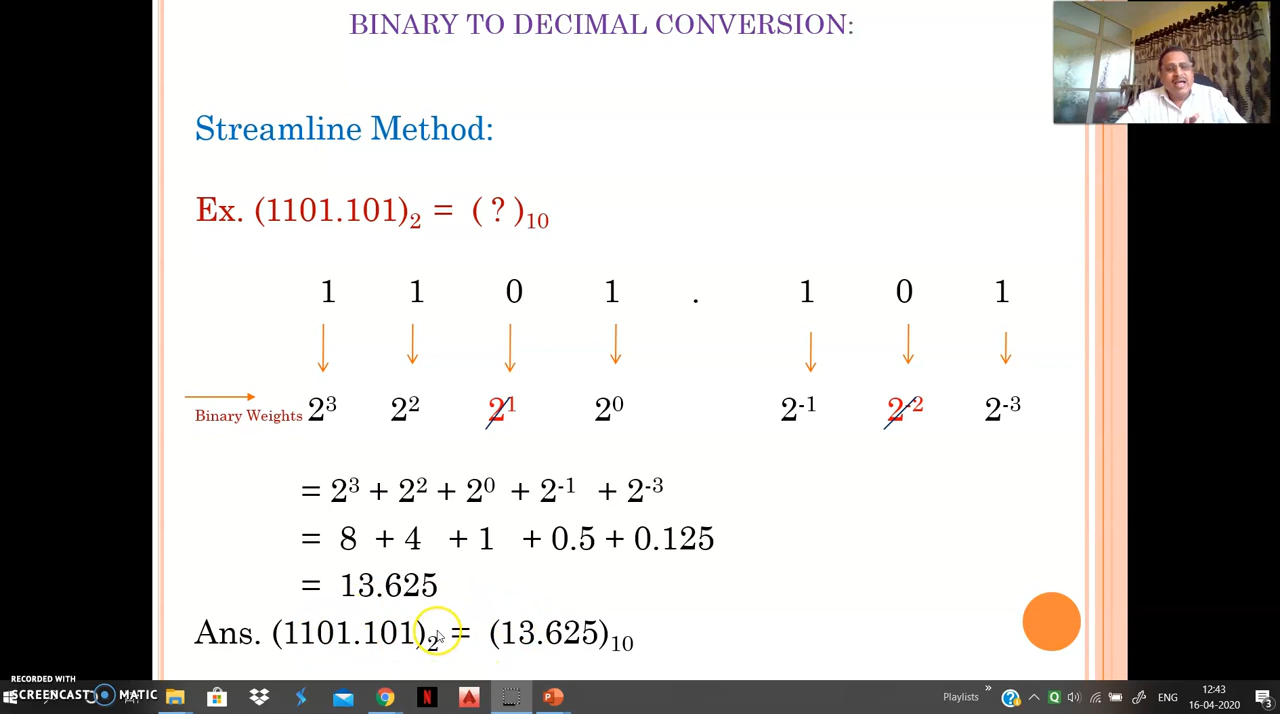 BINARY TO DECIMAL CONVERSION:
Streamline Method:
Ex. (1101.101)₂ = ( ? )₁₀
1 1 0 1 . 1 0 1
Binary Weights 2³ 2² 2¹ 2⁰ 2⁻¹ 2⁻² 2⁻³
= 2³ + 2² + 2⁰ + 2⁻¹ + 2⁻³
= 8 + 4 + 1 + 0.5 + 0.125
= 13.625
Ans. (1101.101)₂ = (13.625)₁₀
RECORDED WITH
SCREENCAST MATIC
Playlists » ENG
12:43
16-04-2020
3